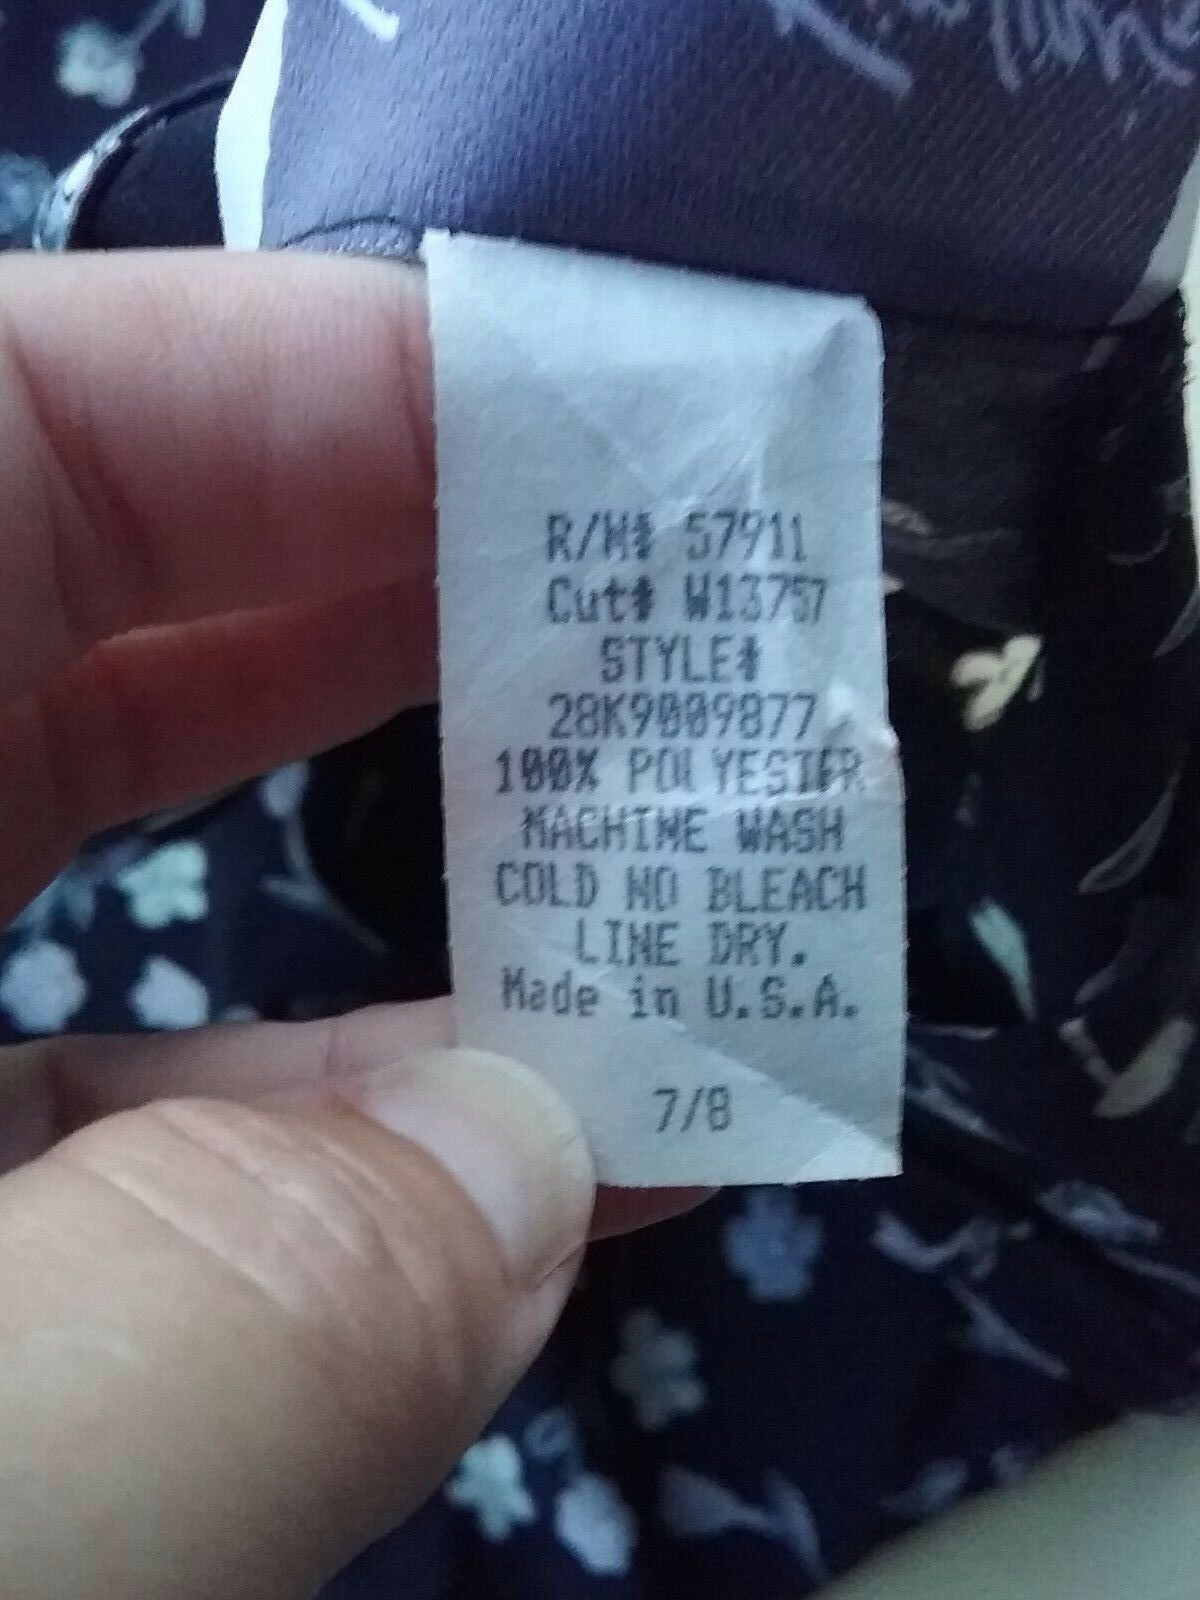 R/N# 57911
Cut# W13757
STYLE#
28K9009877
100% POLYESTER
MACHINE WASH
COLD NO BLEACH
LINE DRY.
Made in U.S.A.
7/8